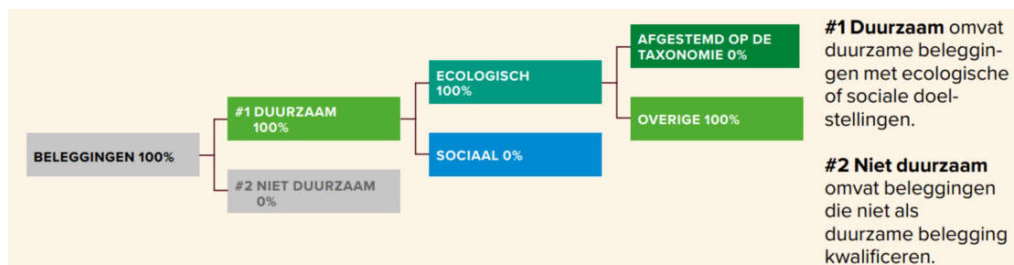 BELEGGINGEN 100%
#1 DUURZAAM
100%
#2 NIET DUURZAAM
0%
ECOLOGISCH
100%
SOCIAAL 0%
AFGESTEMD OP DE
TAXONOMIE 0%
OVERIGE 100%
#1 Duurzaam omvat
duurzame beleggin-
gen met ecologische
of sociale doel-
stellingen.
#2 Niet duurzaam
omvat beleggingen
die niet als
duurzame belegging
kwalificeren.